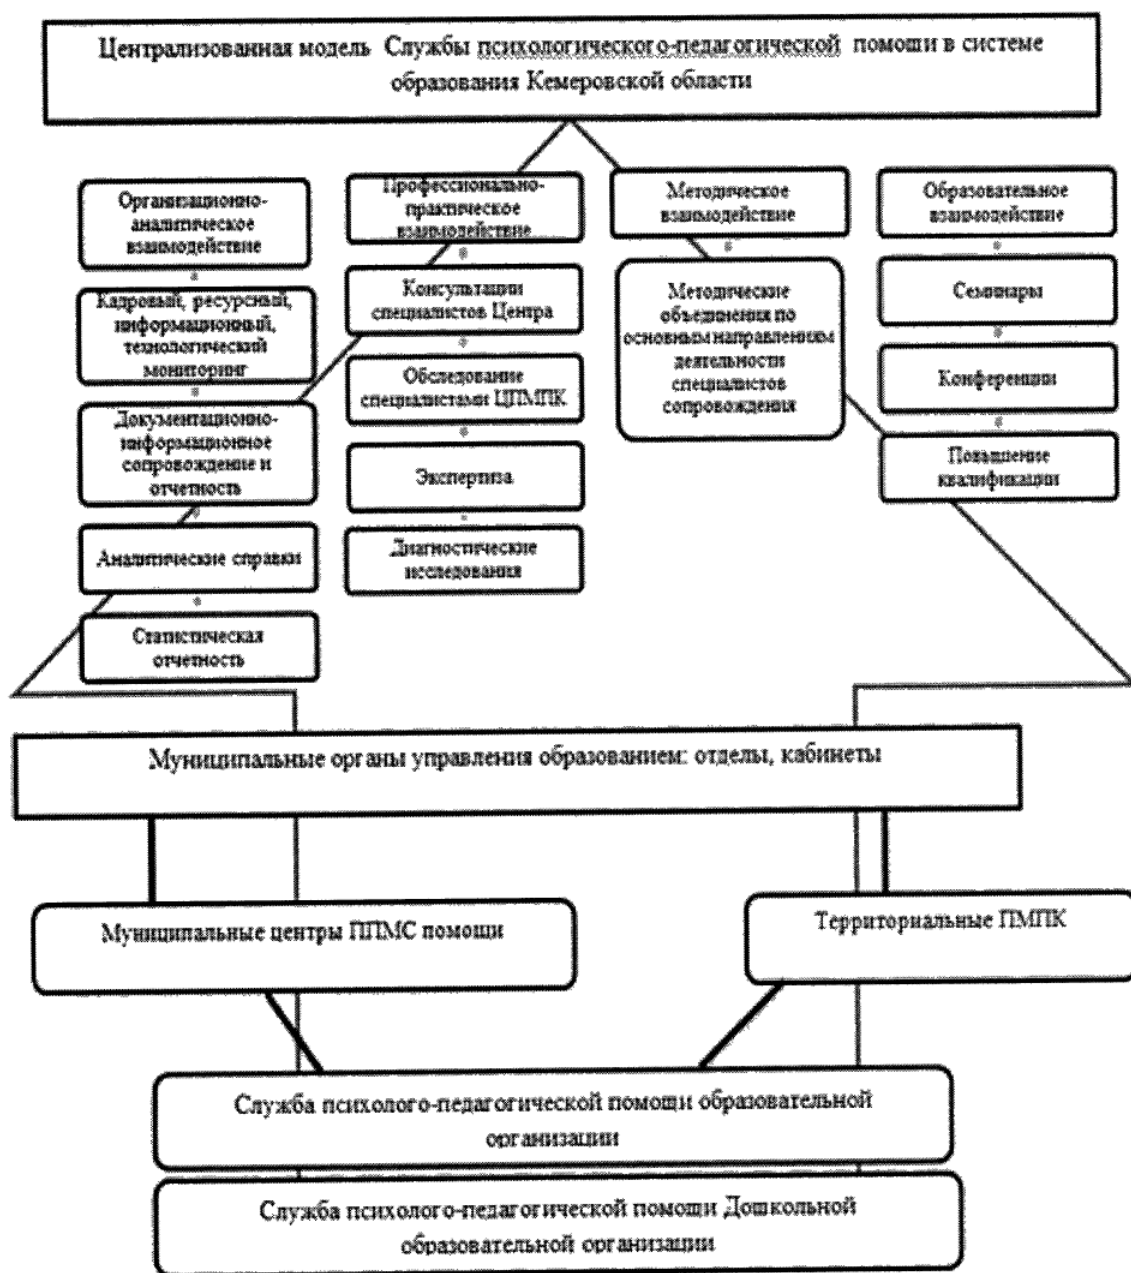 Централизованная модель Службы психологического-педагогической помощи в системе
образования Кемеровской области
Организационно-
аналитическое
взаимодействие
Кадровый, ресурсный,
информационный,
технологический
мониторинг
Документационно-
информационное
сопровождение и
отчетность
Аналитические справки
Статистическая
отчетность
Профессионально-
практическое
взаимодействие
Консультации
специалистов Центра
Обследование
специалистами ЦПМПК
Экспертиза
Диагностические
исследования
Методическое
взаимодействие
Методические
объединения по
основным направлениям
деятельности
специалистов
сопровождения
Образовательное
взаимодействие
Семинары
Конференции
Повышение
квалификации
Муниципальные органы управления образованием: отделы, кабинеты
Муниципальные центры ППМС помощи
Территориальные ПМПК
Служба психолого-педагогической помощи образовательной
организации
Служба психолого-педагогической помощи Дошкольной
образовательной организации